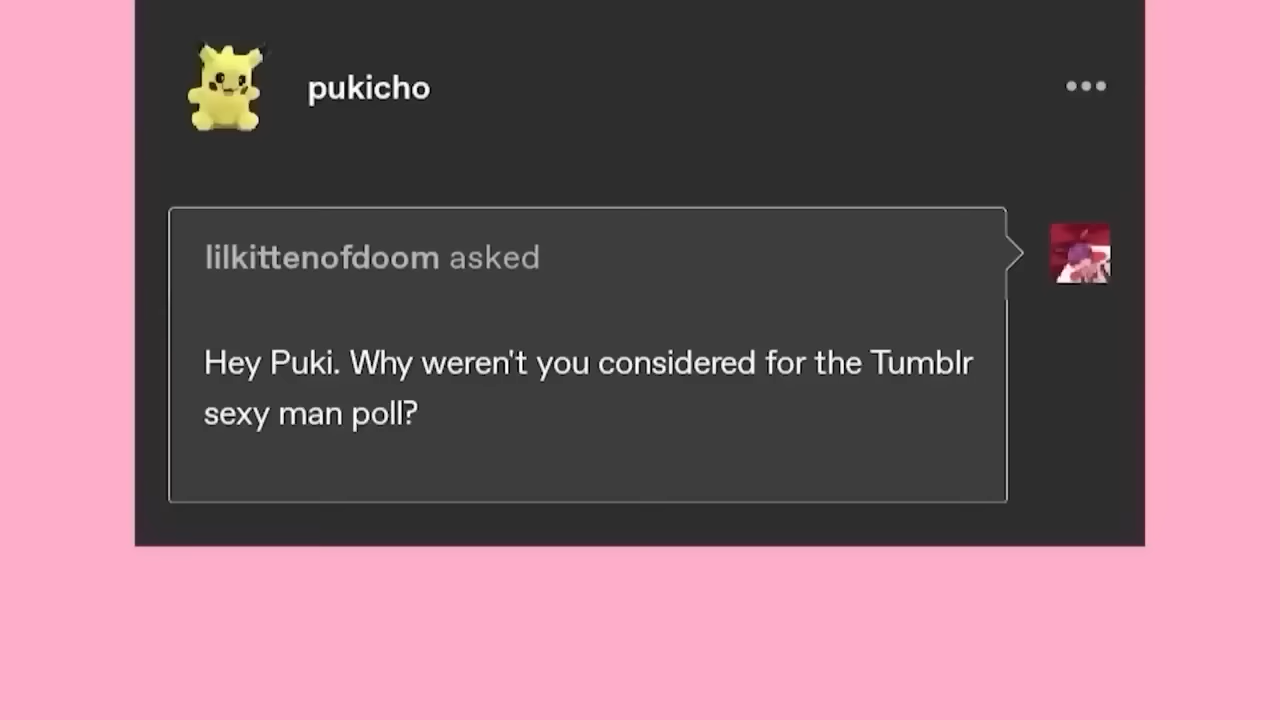 pukicho
lilkittenofdoom asked
Hey Puki. Why weren't you considered for the Tumblr
sexy man poll?